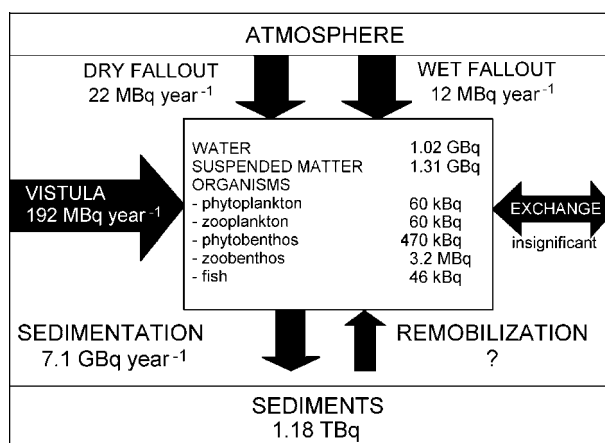 ATMOSPHERE
DRY FALLOUT
22 MBq year⁻¹
WET FALLOUT
12 MBq year⁻¹
WATER 1.02 GBq
SUSPENDED MATTER 1.31 GBq
ORGANISMS
- phytoplankton 60 kBq
- zooplankton 60 kBq
- phytobenthos 470 kBq
- zoobenthos 3.2 MBq
- fish 46 kBq
VISTULA
192 MBq year⁻¹
EXCHANGE
insignificant
SEDIMENTATION
7.1 GBq year⁻¹
REMOBILIZATION
?
SEDIMENTS
1.18 TBq